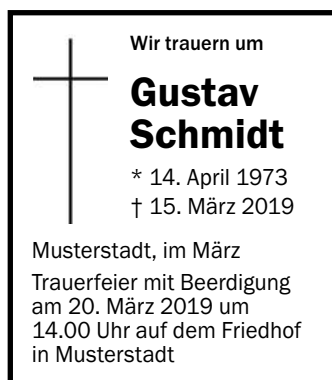 Wir trauern um
Gustav
Schmidt
* 14. April 1973
† 15. März 2019
Musterstadt, im März
Trauerfeier mit Beerdigung
am 20. März 2019 um
14.00 Uhr auf dem Friedhof
in Musterstadt